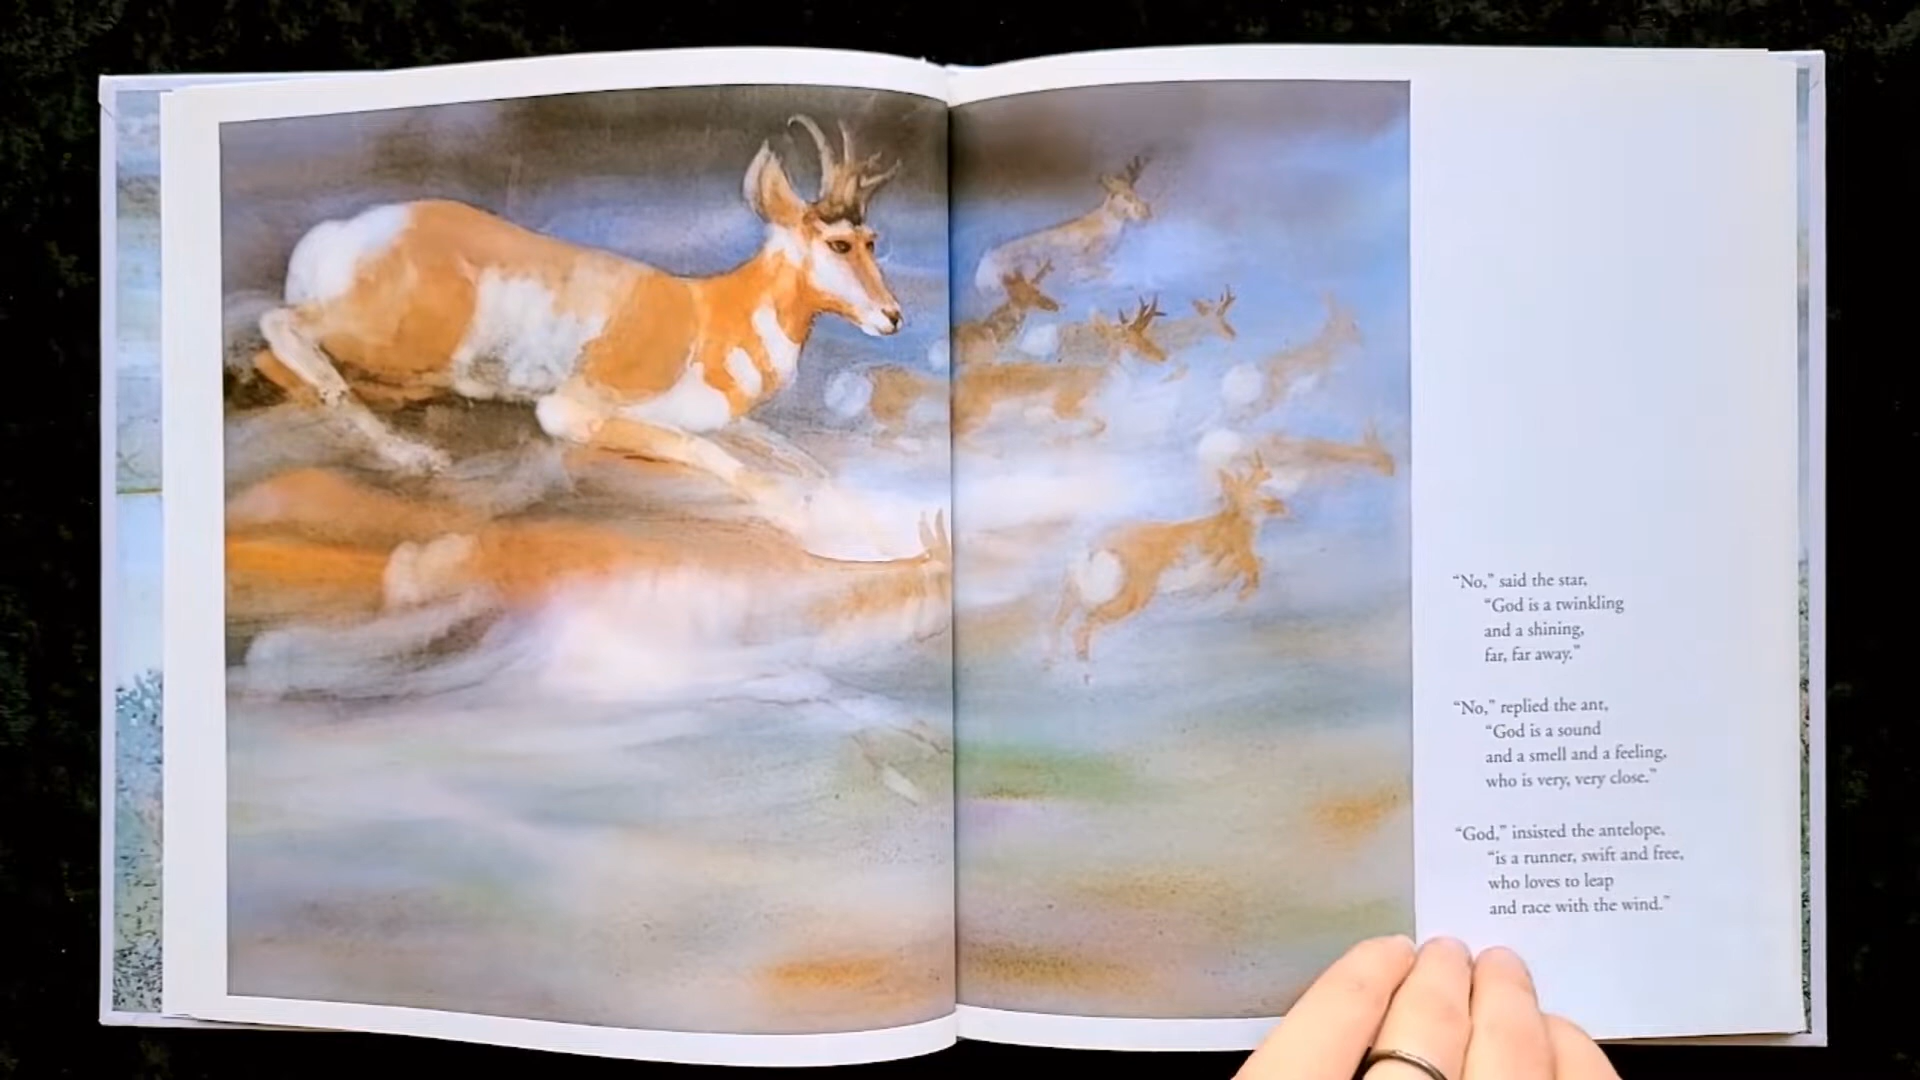 “No,” said the star,
“God is a twinkling
and a shining,
far, far away.”
“No,” replied the ant,
“God is a sound
and a smell and a feeling,
who is very, very close.”
“God,” insisted the antelope,
“is a runner, swift and free,
who loves to leap
and race with the wind.”